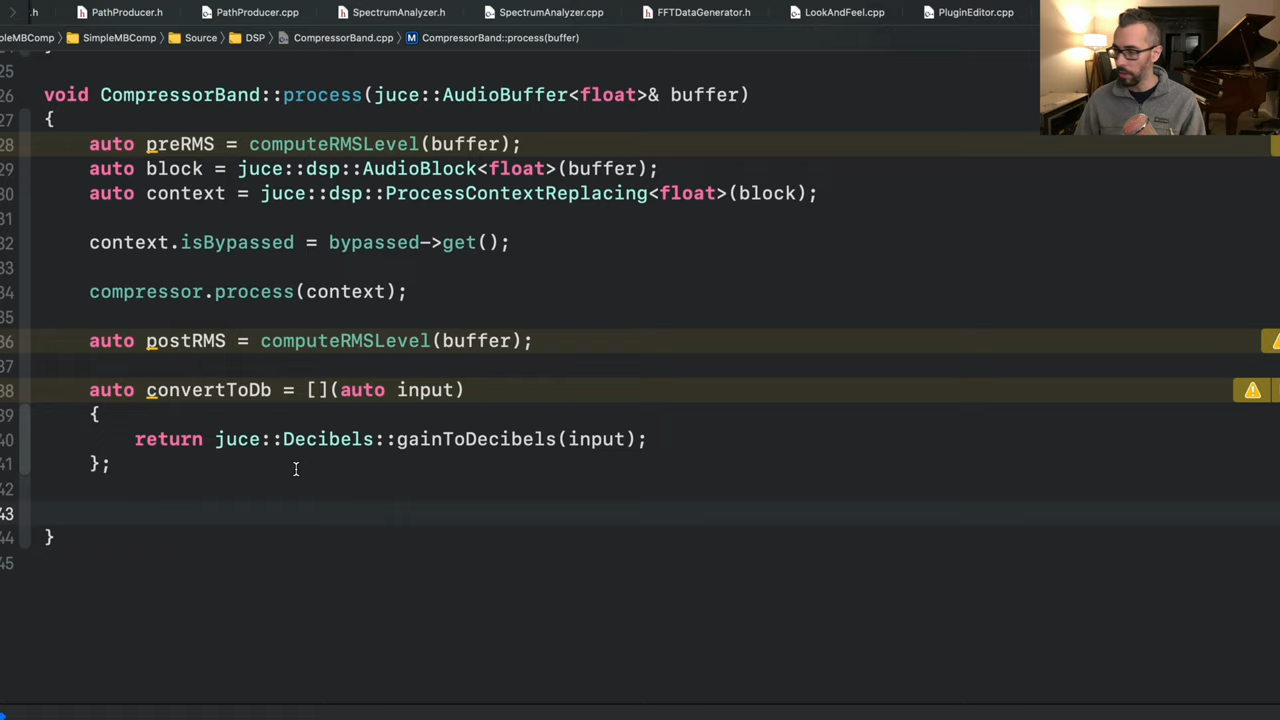 .h PathProducer.h PathProducer.cpp SpectrumAnalyzer.h SpectrumAnalyzer.cpp FFTDataGenerator.h LookAndFeel.cpp PluginEditor.cpp
mpleMBComp SimpleMBComp Source DSP CompressorBand.cpp M CompressorBand::process(buffer)
25
26 void CompressorBand::process(juce::AudioBuffer<float>& buffer)
27 {
28 auto preRMS = computeRMSLevel(buffer);
29 auto block = juce::dsp::AudioBlock<float>(buffer);
30 auto context = juce::dsp::ProcessContextReplacing<float>(block);
31
32 context.isBypassed = bypassed->get();
33
34 compressor.process(context);
35
36 auto postRMS = computeRMSLevel(buffer);
37
38 auto convertToDb = [](auto input)
39 {
40 return juce::Decibels::gainToDecibels(input);
41 };
42
43
44 }
45